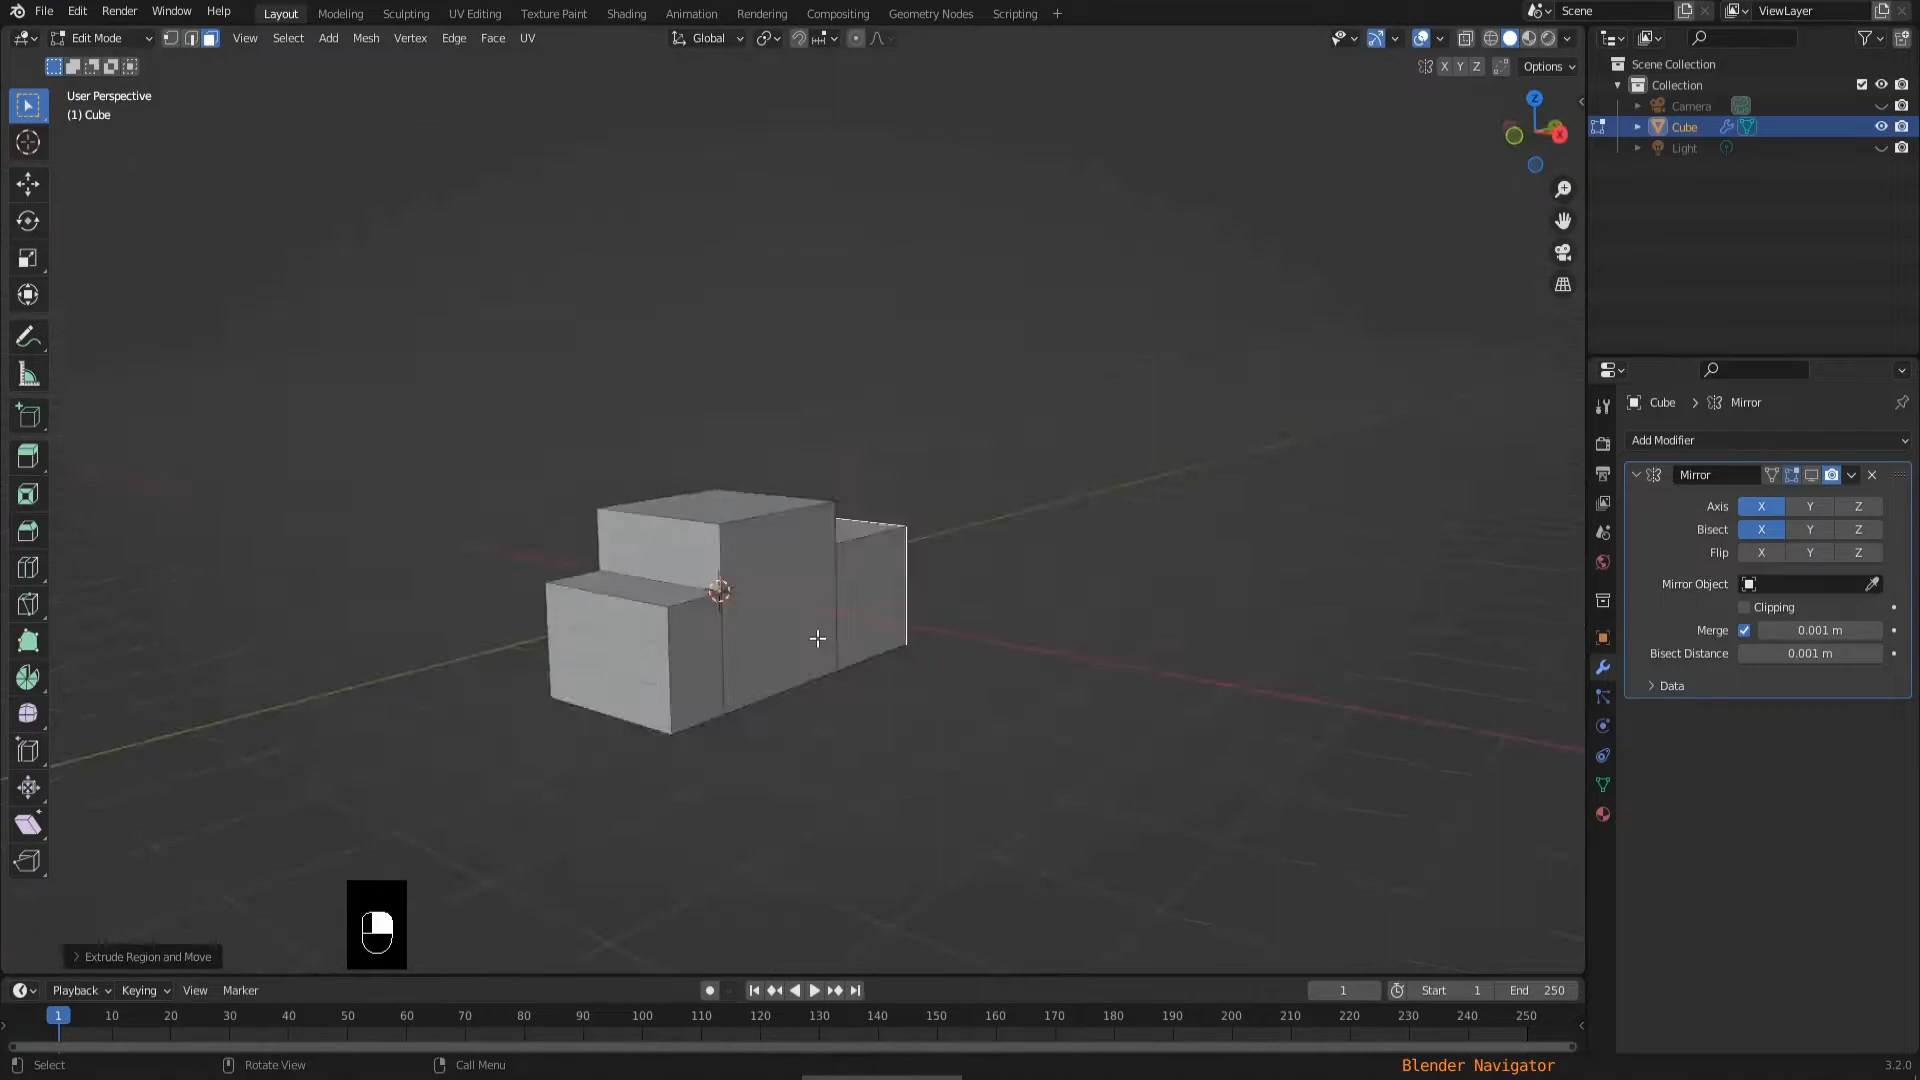 File Edit Render Window Help Layout Modeling Sculpting UV Editing Texture Paint Shading Animation Rendering Compositing Geometry Nodes Scripting + Scene ViewLayer
Edit Mode View Select Add Mesh Vertex Edge Face UV Global
X Y Z Options
User Perspective
(1) Cube
Z
X
Scene Collection
Collection
Camera
Cube
Light
Cube > Mirror
Add Modifier
Mirror
Axis X Y Z
Bisect X Y Z
Flip X Y Z
Mirror Object
Clipping
Merge 0.001 m
Bisect Distance 0.001 m
Data
Extrude Region and Move
Playback Keying View Marker 1 Start 1 End 250
1 10 20 30 40 50 60 70 80 90 100 110 120 130 140 150 160 170 180 190 200 210 220 230 240 250
Select Rotate View Call Menu Blender Navigator 3.2.0